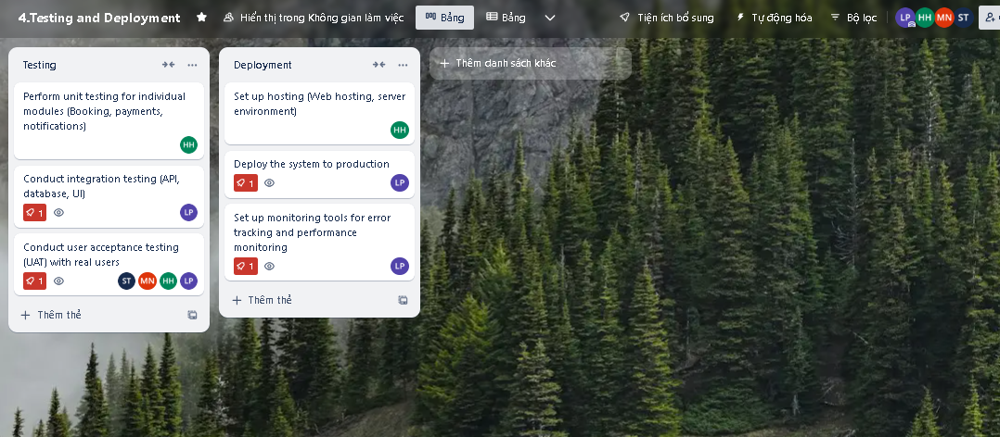 4.Testing and Deployment
Hiển thị trong Không gian làm việc
Bảng
Bảng
Tiện ích bổ sung
Tự động hóa
Bộ lọc
LP
HH
MN
ST
Testing
Perform unit testing for individual
modules (Booking, payments,
notifications)
HH
Conduct integration testing (API,
database, UI)
1
LP
Conduct user acceptance testing
(UAT) with real users
1
ST
MN
HH
LP
Thêm thẻ
Deployment
Set up hosting (Web hosting, server
environment)
HH
Deploy the system to production
1
LP
Set up monitoring tools for error
tracking and performance
monitoring
1
LP
Thêm thẻ
Thêm danh sách khác